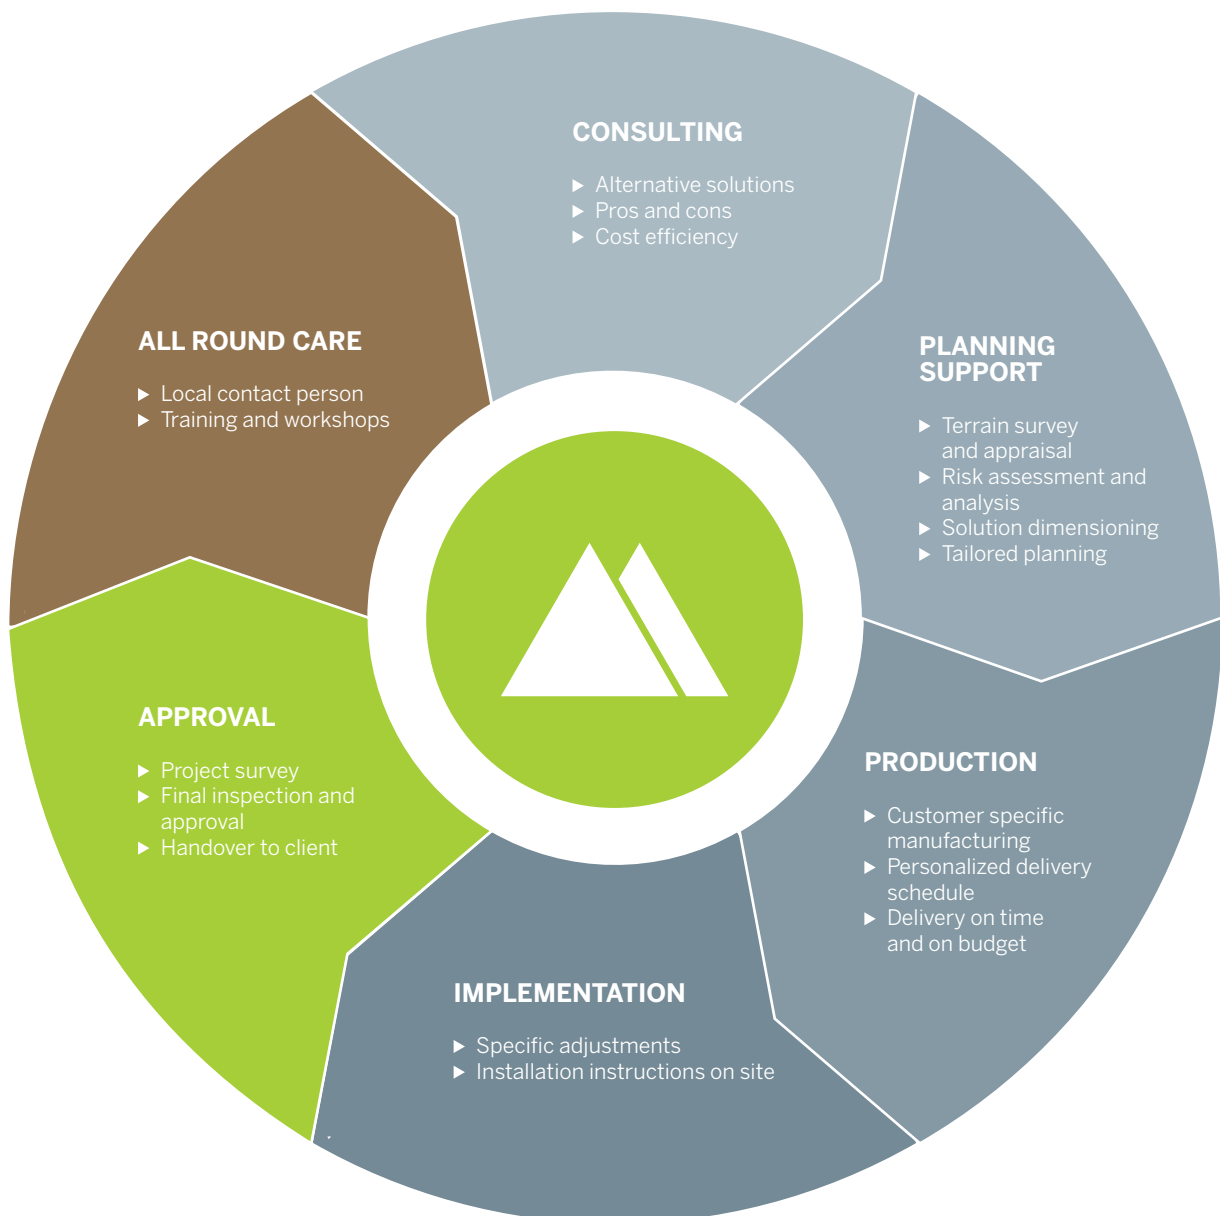 CONSULTING
▶ Alternative solutions
▶ Pros and cons
▶ Cost efficiency
PLANNING
SUPPORT
▶ Terrain survey
and appraisal
▶ Risk assessment and
analysis
▶ Solution dimensioning
▶ Tailored planning
PRODUCTION
▶ Customer specific
manufacturing
▶ Personalized delivery
schedule
▶ Delivery on time
and on budget
IMPLEMENTATION
▶ Specific adjustments
▶ Installation instructions on site
APPROVAL
▶ Project survey
▶ Final inspection and
approval
▶ Handover to client
ALL ROUND CARE
▶ Local contact person
▶ Training and workshops